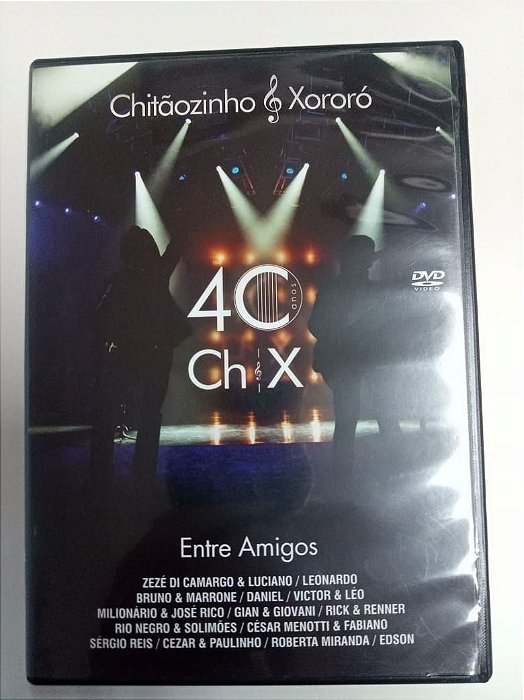 Chitãozinho & Xororó
40 anos
DVD
VIDEO
Ch & X
Entre Amigos
ZEZÉ DI CAMARGO & LUCIANO / LEONARDO
BRUNO & MARRONE / DANIEL / VICTOR & LÉO
MILIONÁRIO & JOSÉ RICO / GIAN & GIOVANI / RICK & RENNER
RIO NEGRO & SOLIMÕES / CÉSAR MENOTTI & FABIANO
SÉRGIO REIS / CEZAR & PAULINHO / ROBERTA MIRANDA / EDSON